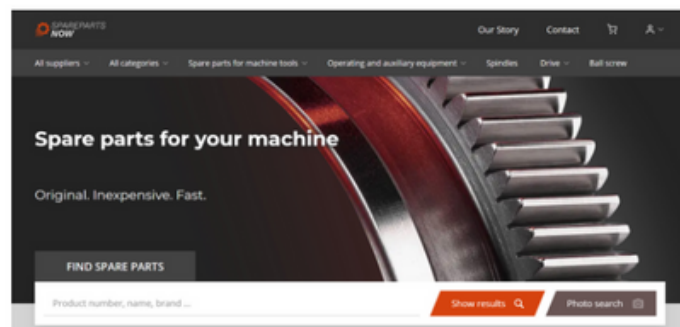 SPAREPARTS
NOW
Our Story Contact
All suppliers All categories Spare parts for machine tools Operating and auxiliary equipment Spindles Drive Ball screw
Spare parts for your machine
Original. Inexpensive. Fast.
FIND SPARE PARTS
Product number, name, brand ... Show results Photo search